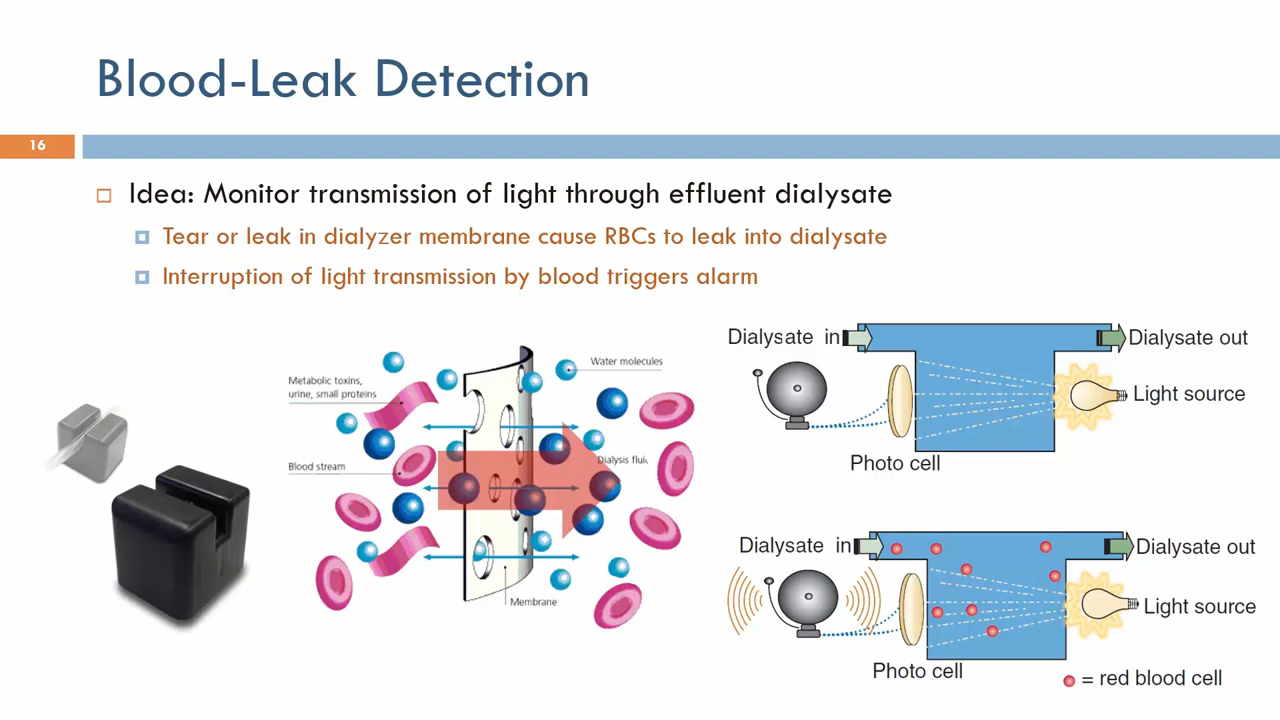 Blood-Leak Detection
16
Idea: Monitor transmission of light through effluent dialysate
Tear or leak in dialyzer membrane cause RBCs to leak into dialysate
Interruption of light transmission by blood triggers alarm
Metabolic toxins,
urine, small proteins
Water molecules
Blood stream
Dialysis fluid
Membrane
Dialysate in
Dialysate out
Light source
Photo cell
Dialysate in
Dialysate out
Light source
Photo cell
= red blood cell